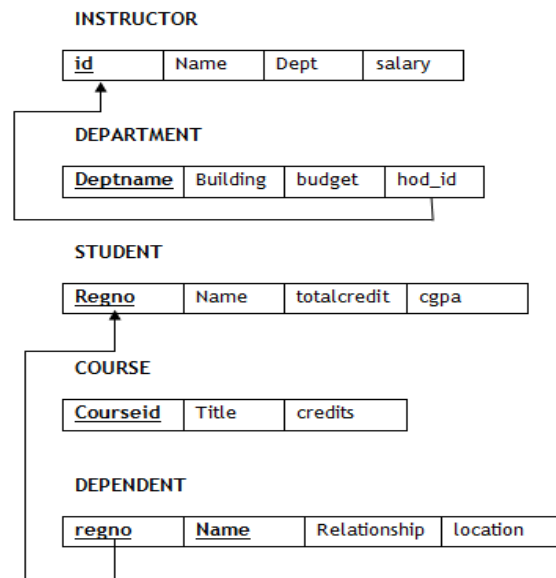 INSTRUCTOR
id Name Dept salary
DEPARTMENT
Deptname Building budget hod_id
STUDENT
Regno Name totalcredit cgpa
COURSE
Courseid Title credits
DEPENDENT
regno Name Relationship location